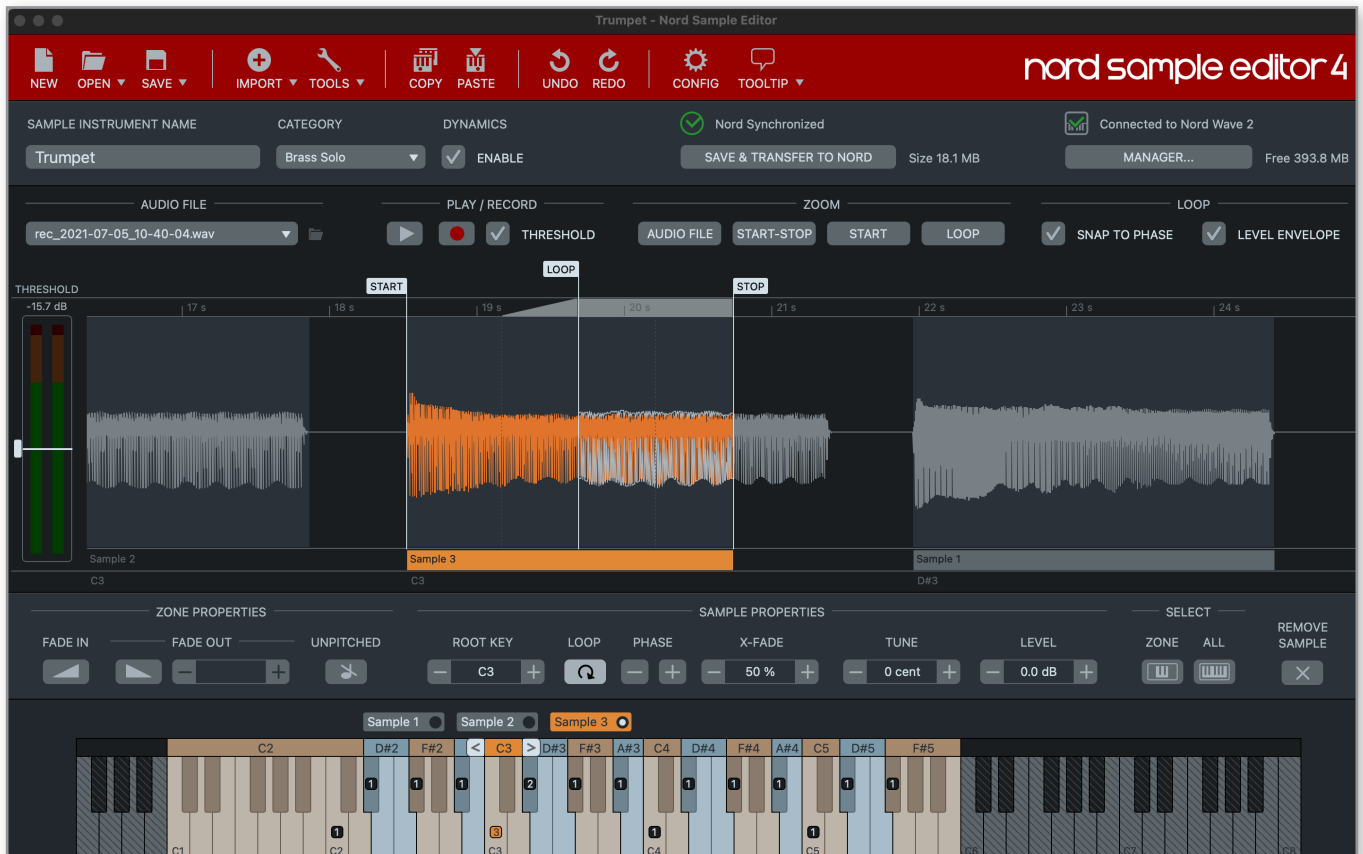 Trumpet - Nord Sample Editor
NEW OPEN SAVE IMPORT TOOLS COPY PASTE UNDO REDO CONFIG TOOLTIP
nord sample editor 4
SAMPLE INSTRUMENT NAME CATEGORY DYNAMICS Nord Synchronized Connected to Nord Wave 2
Trumpet Brass Solo ENABLE SAVE & TRANSFER TO NORD Size 18.1 MB MANAGER... Free 393.8 MB
AUDIO FILE PLAY / RECORD ZOOM LOOP
rec_2021-07-05_10-40-04.wav THRESHOLD AUDIO FILE START-STOP START LOOP SNAP TO PHASE LEVEL ENVELOPE
LOOP
THRESHOLD START STOP
-15.7 dB 17 s 18 s 19 s 20 s 21 s 22 s 23 s 24 s
Sample 2 Sample 3 Sample 1
C3 C3 D#3
ZONE PROPERTIES SAMPLE PROPERTIES SELECT
FADE IN FADE OUT UNPITCHED ROOT KEY LOOP PHASE X-FADE TUNE LEVEL ZONE ALL REMOVE SAMPLE
C3 50 % 0 cent 0.0 dB
Sample 1 Sample 2 Sample 3
C2 D#2 F#2 < C3 > D#3 F#3 A#3 C4 D#4 F#4 A#4 C5 D#5 F#5
1 1 1 2 1 1 1 1 1 1 1
1 3 1 1
C1 C2 C3 C4 C5 C6 C7 C8